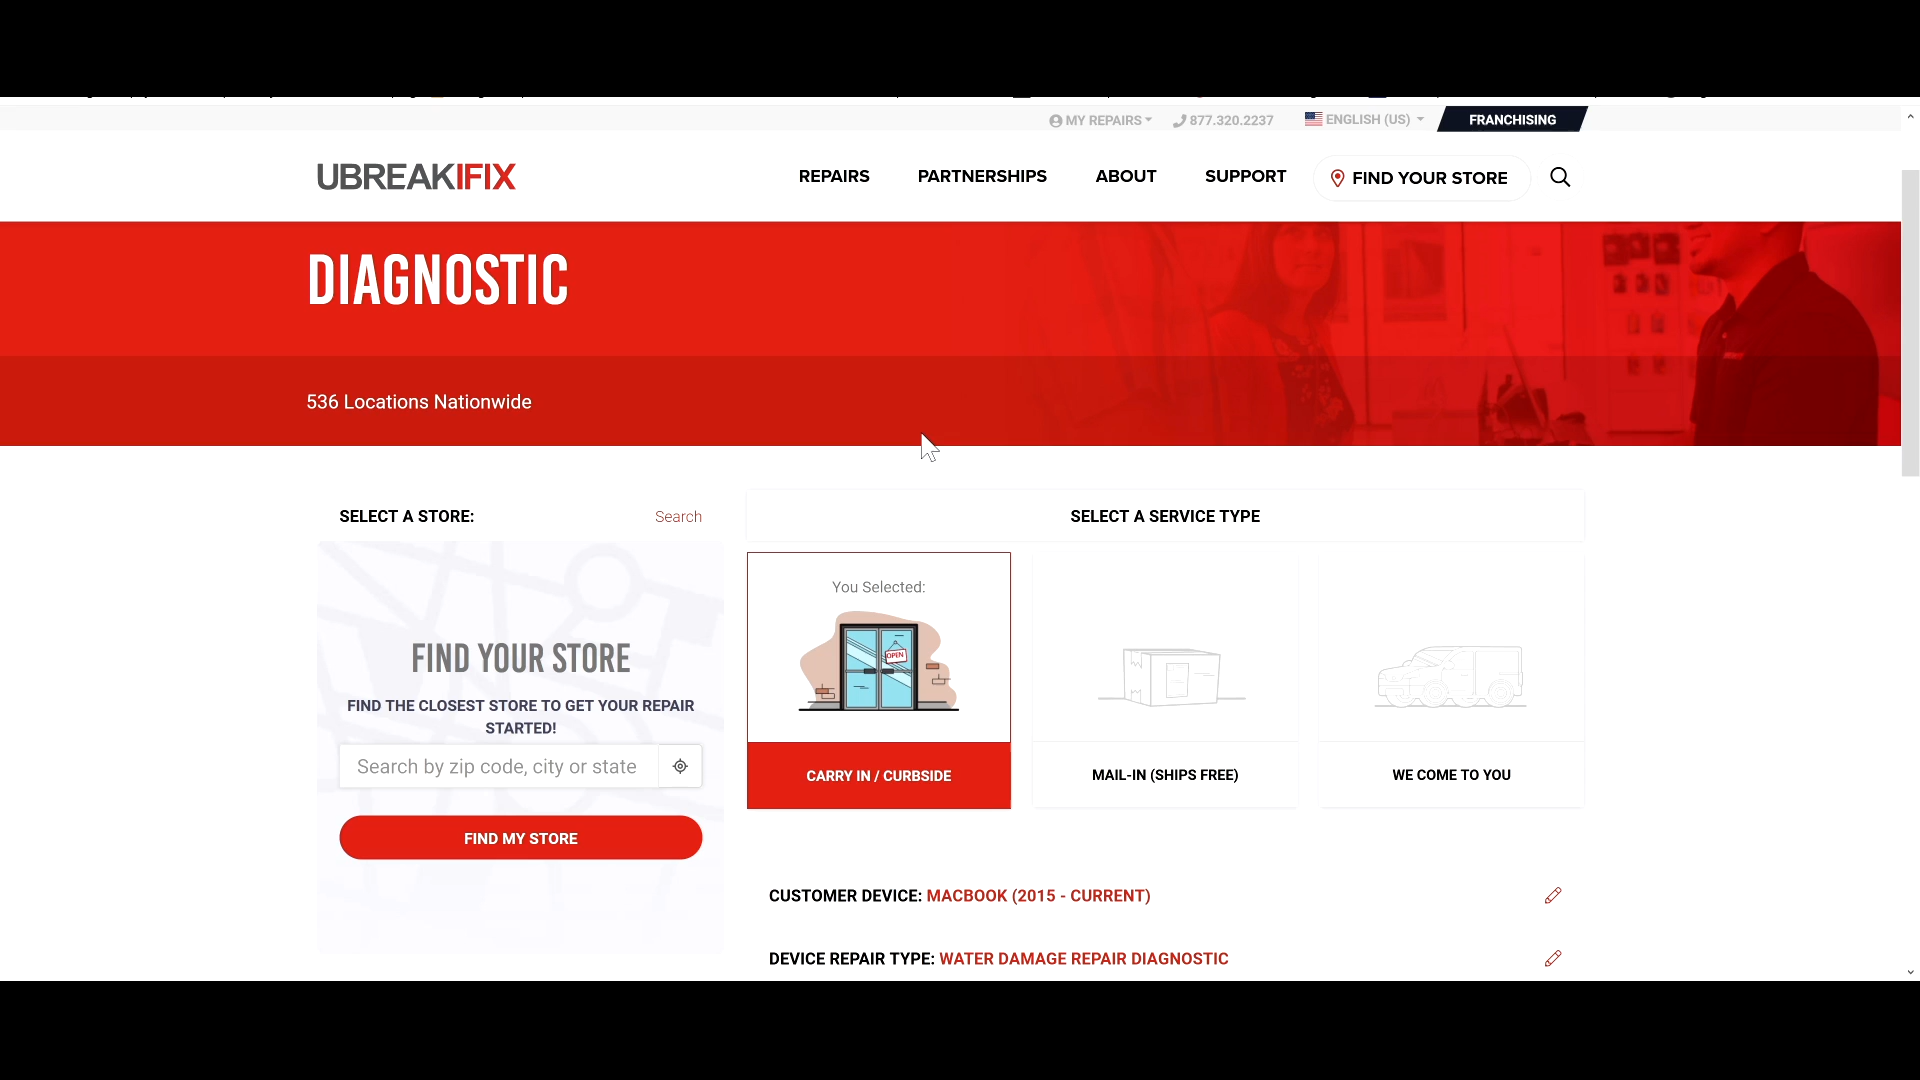 MY REPAIRS 877.320.2237 ENGLISH (US) FRANCHISING
UBREAKIFIX REPAIRS PARTNERSHIPS ABOUT SUPPORT FIND YOUR STORE
DIAGNOSTIC
536 Locations Nationwide
SELECT A STORE: Search
FIND YOUR STORE
FIND THE CLOSEST STORE TO GET YOUR REPAIR
STARTED!
Search by zip code, city or state
FIND MY STORE
SELECT A SERVICE TYPE
You Selected:
OPEN
CARRY IN / CURBSIDE
MAIL-IN (SHIPS FREE)
WE COME TO YOU
CUSTOMER DEVICE: MACBOOK (2015 - CURRENT)
DEVICE REPAIR TYPE: WATER DAMAGE REPAIR DIAGNOSTIC